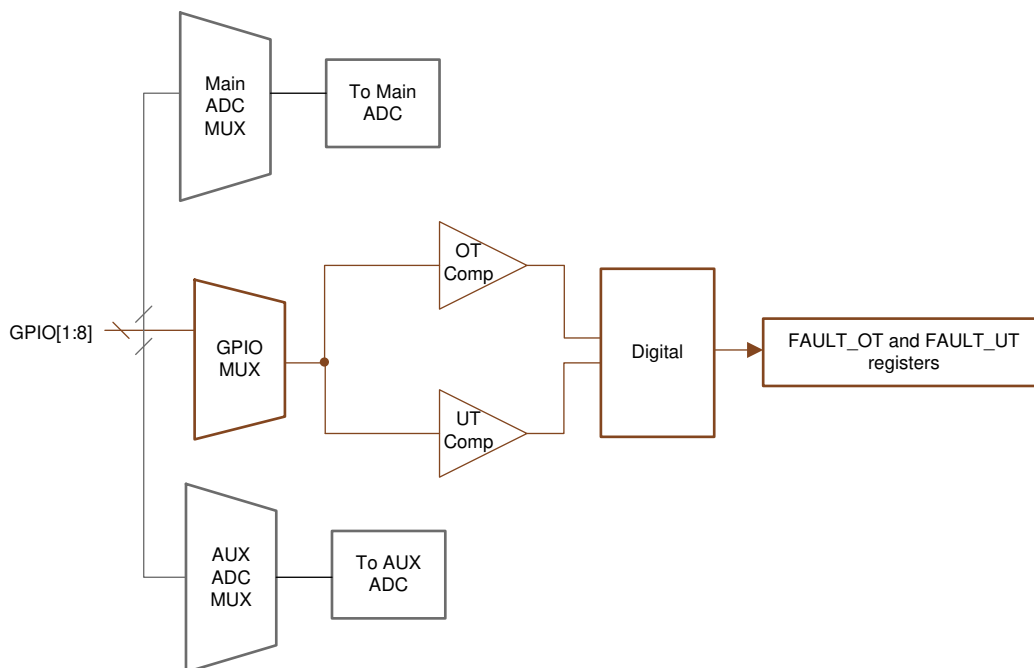 Main
ADC
MUX
To Main
ADC
OT
Comp
GPIO[1:8]
GPIO
MUX
Digital
FAULT_OT and FAULT_UT
registers
UT
Comp
AUX
ADC
MUX
To AUX
ADC